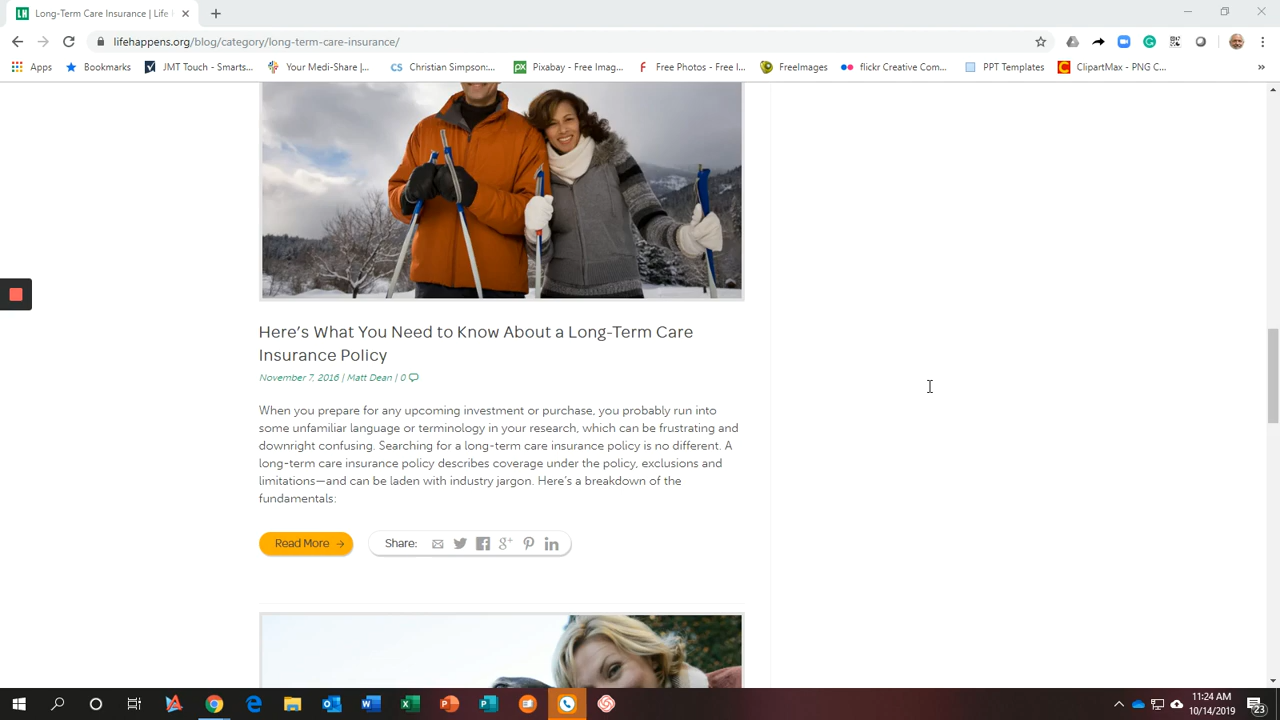 LH Long-Term Care Insurance | Life
lifehappens.org/blog/category/long-term-care-insurance/
Apps Bookmarks JMT Touch - Smarts... Your Medi-Share |... CS Christian Simpson:... px Pixabay - Free Imag... F Free Photos - Free I... FreeImages flickr Creative Com... PPT Templates C ClipartMax - PNG C... »
Here's What You Need to Know About a Long-Term Care
Insurance Policy
November 7, 2016 | Matt Dean | 0
When you prepare for any upcoming investment or purchase, you probably run into
some unfamiliar language or terminology in your research, which can be frustrating and
downright confusing. Searching for a long-term care insurance policy is no different. A
long-term care insurance policy describes coverage under the policy, exclusions and
limitations—and can be laden with industry jargon. Here's a breakdown of the
fundamentals:
Read More → Share:
11:24 AM
10/14/2019
23